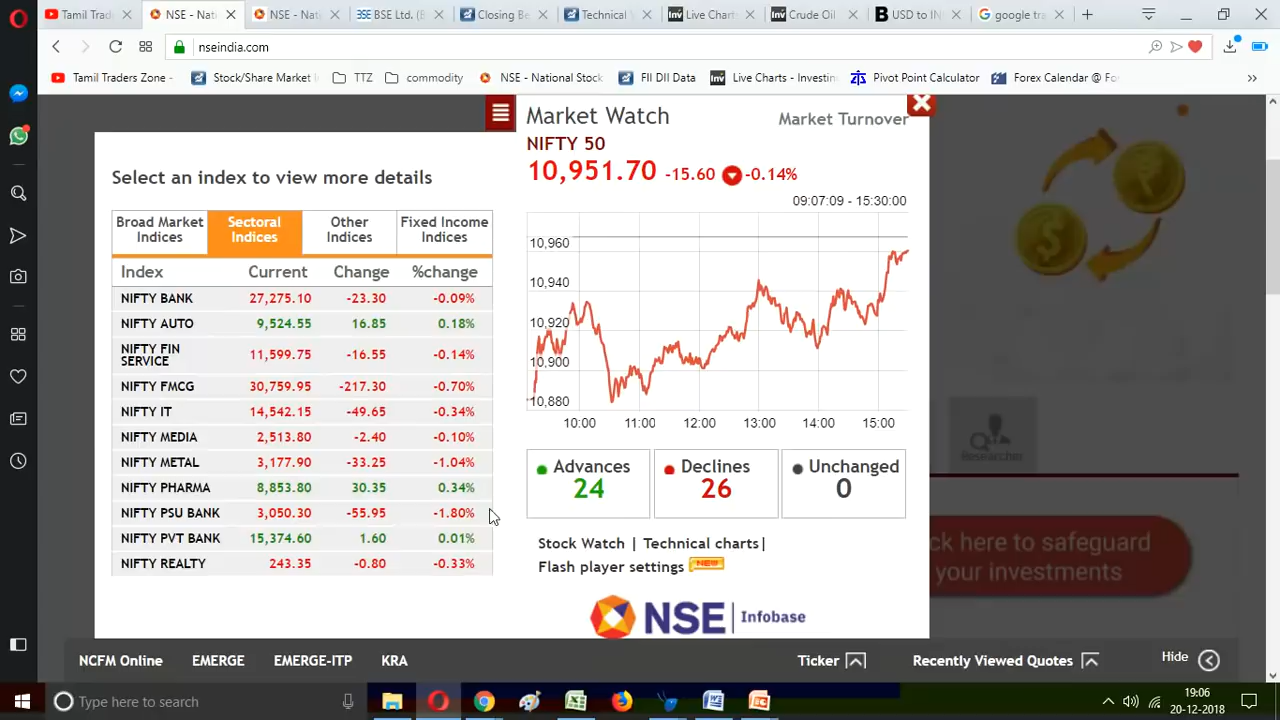 Tamil Be
NSE - Nati
NSE - Nati
BSE Ltd. (B
Closing Be
Technical
Live Chart
Crude Oil
USD to IN
google tra
nseindia.com
Tamil Traders Zone -
Stock/Share Market
TTZ
commodity
NSE - National Stock
FII DII Data
Live Charts - Investin
Pivot Point Calculator
Forex Calendar @ Fo
Market Watch
Market Turnover
NIFTY 50
10,951.70 -15.60 -0.14%
09:07:09 - 15:30:00
Select an index to view more details
Broad Market Indices
Sectoral Indices
Other Indices
Fixed Income Indices
Index Current Change %change
NIFTY BANK 27,275.10 -23.30 -0.09%
NIFTY AUTO 9,524.55 16.85 0.18%
NIFTY FIN SERVICE 11,599.75 -16.55 -0.14%
NIFTY FMCG 30,759.95 -217.30 -0.70%
NIFTY IT 14,542.15 -49.65 -0.34%
NIFTY MEDIA 2,513.80 -2.40 -0.10%
NIFTY METAL 3,177.90 -33.25 -1.04%
NIFTY PHARMA 8,853.80 30.35 0.34%
NIFTY PSU BANK 3,050.30 -55.95 -1.80%
NIFTY PVT BANK 15,374.60 1.60 0.01%
NIFTY REALTY 243.35 -0.80 -0.33%
10,960
10,940
10,920
10,900
10,880
10:00 11:00 12:00 13:00 14:00 15:00
Advances
24
Declines
26
Unchanged
0
Stock Watch | Technical charts|
Flash player settings NEW
NSE | Infobase
Researcher
ck here to safeguard
your investments
NCFM Online
EMERGE
EMERGE-ITP
KRA
Ticker
Recently Viewed Quotes
Hide
Type here to search
19:06
20-12-2018